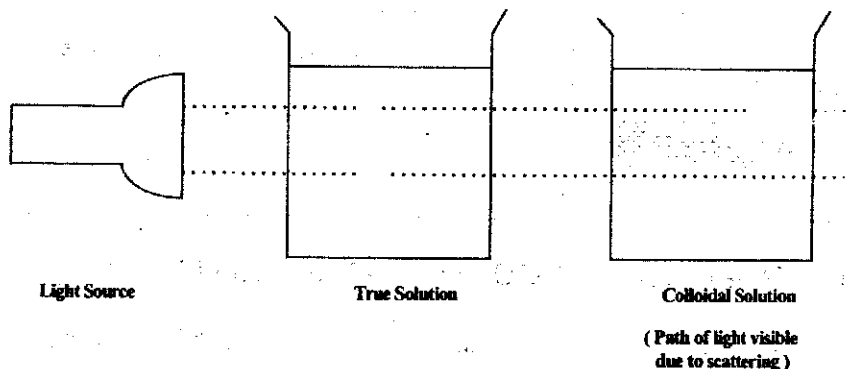 Light Source
True Solution
Colloidal Solution
( Path of light visible
due to scattering )